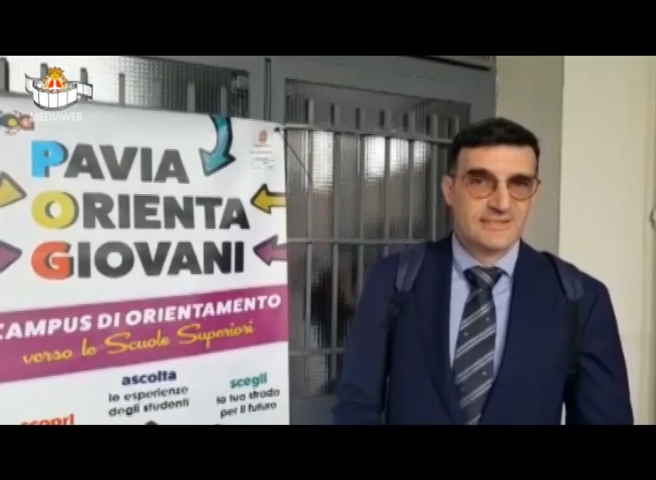 MEDIAWEB
PAVIA
ORIENTA
GIOVANI
CAMPUS DI ORIENTAMENTO
verso le Scuole Superiori
ascolta
le esperienze
degli studenti
scegli
la tua strada
per il futuro
scopri